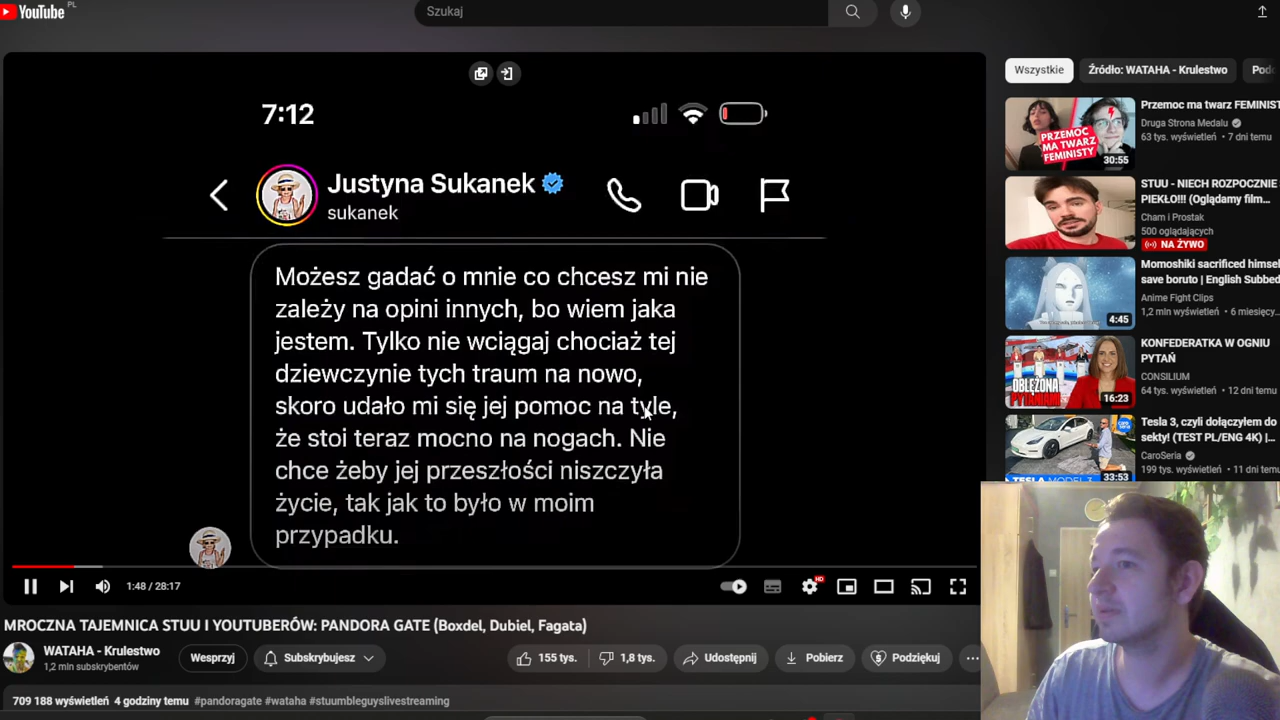 YouTube PL
Szukaj
7:12
Justyna Sukanek
sukanek
Możesz gadać o mnie co chcesz mi nie
zależy na opini innych, bo wiem jaka
jestem. Tylko nie wciągaj chociaż tej
dziewczynie tych traum na nowo,
skoro udało mi się jej pomoc na tyle,
że stoi teraz mocno na nogach. Nie
chce żeby jej przeszłości niszczyła
życie, tak jak to było w moim
przypadku.
1:48 / 28:17
HD
MROCZNA TAJEMNICA STUU I YOUTUBERÓW: PANDORA GATE (Boxdel, Dubiel, Fagata)
WATAHA - Krulestwo
1,2 mln subskrybentów
Wesprzyj
Subskrybujesz
155 tys.
1,8 tys.
Udostępnij
Pobierz
Podziękuj
709 188 wyświetleń 4 godziny temu #pandoragate #wataha #stuumbleguyslivestreaming
Wszystkie
Źródło: WATAHA - Krulestwo
Pod
PRZEMOC
MA TWARZ
FEMINISTY
30:55
Przemoc ma twarz FEMINIST
Druga Strona Medalu
63 tys. wyświetleń • 7 dni temu
STUU - NIECH ROZPOCZNIE
PIEKŁO!!! (Oglądamy film...
Cham i Prostak
500 oglądających
NA ŻYWO
4:45
Momoshiki sacrificed himsel
save boruto | English Subbed
Anime Fight Clips
1,2 mln wyświetleń • 6 miesięcy
OBLĘŻONA
PYTANIAMI
16:23
KONFEDERATKA W OGNIU
PYTAŃ
CONSILIUM
64 tys. wyświetleń • 12 dni temu
TESLA MODEL 3
33:53
Tesla 3, czyli dołączyłem do
sekty! (TEST PL/ENG 4K) |...
CaroSeria
199 tys. wyświetleń • 11 dni temu